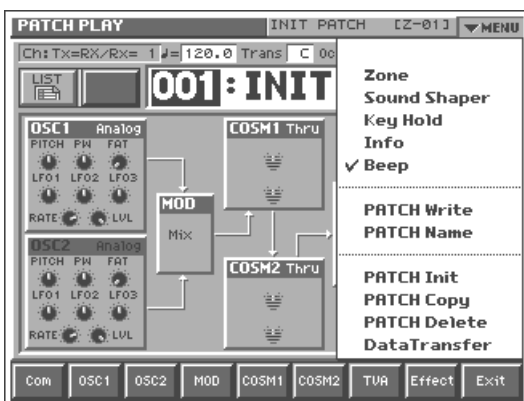 PATCH PLAY INIT PATCH [Z-01] ▼MENU
Ch:Tx=RX/Rx= 1 ♩= 120.0 Trans C Oc
LIST
001:INIT
Zone
Sound Shaper
Key Hold
Info
✓ Beep
PATCH Write
PATCH Name
PATCH Init
PATCH Copy
PATCH Delete
DataTransfer
OSC1 Analog
PITCH PW FAT
LFO1 LFO2 LFO3
RATE LVL
MOD
Mix
COSM1 Thru
OSC2 Analog
PITCH PW FAT
LFO1 LFO2 LFO3
RATE LVL
COSM2 Thru
Com OSC1 OSC2 MOD COSM1 COSM2 TVA Effect Exit